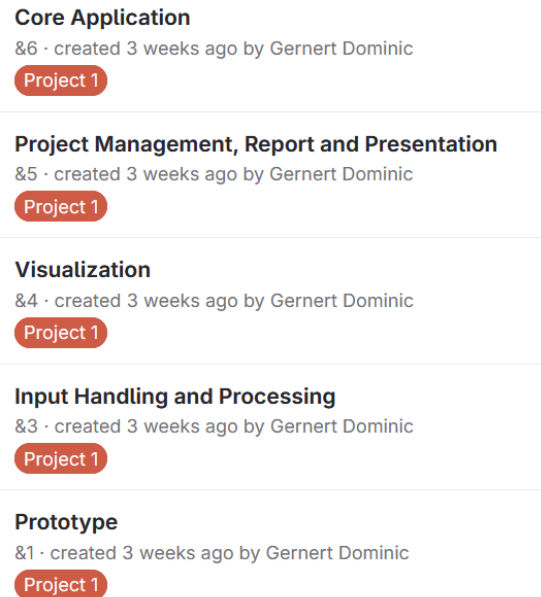 Core Application
&6 · created 3 weeks ago by Gernert Dominic
Project 1
Project Management, Report and Presentation
&5 · created 3 weeks ago by Gernert Dominic
Project 1
Visualization
&4 · created 3 weeks ago by Gernert Dominic
Project 1
Input Handling and Processing
&3 · created 3 weeks ago by Gernert Dominic
Project 1
Prototype
&1 · created 3 weeks ago by Gernert Dominic
Project 1